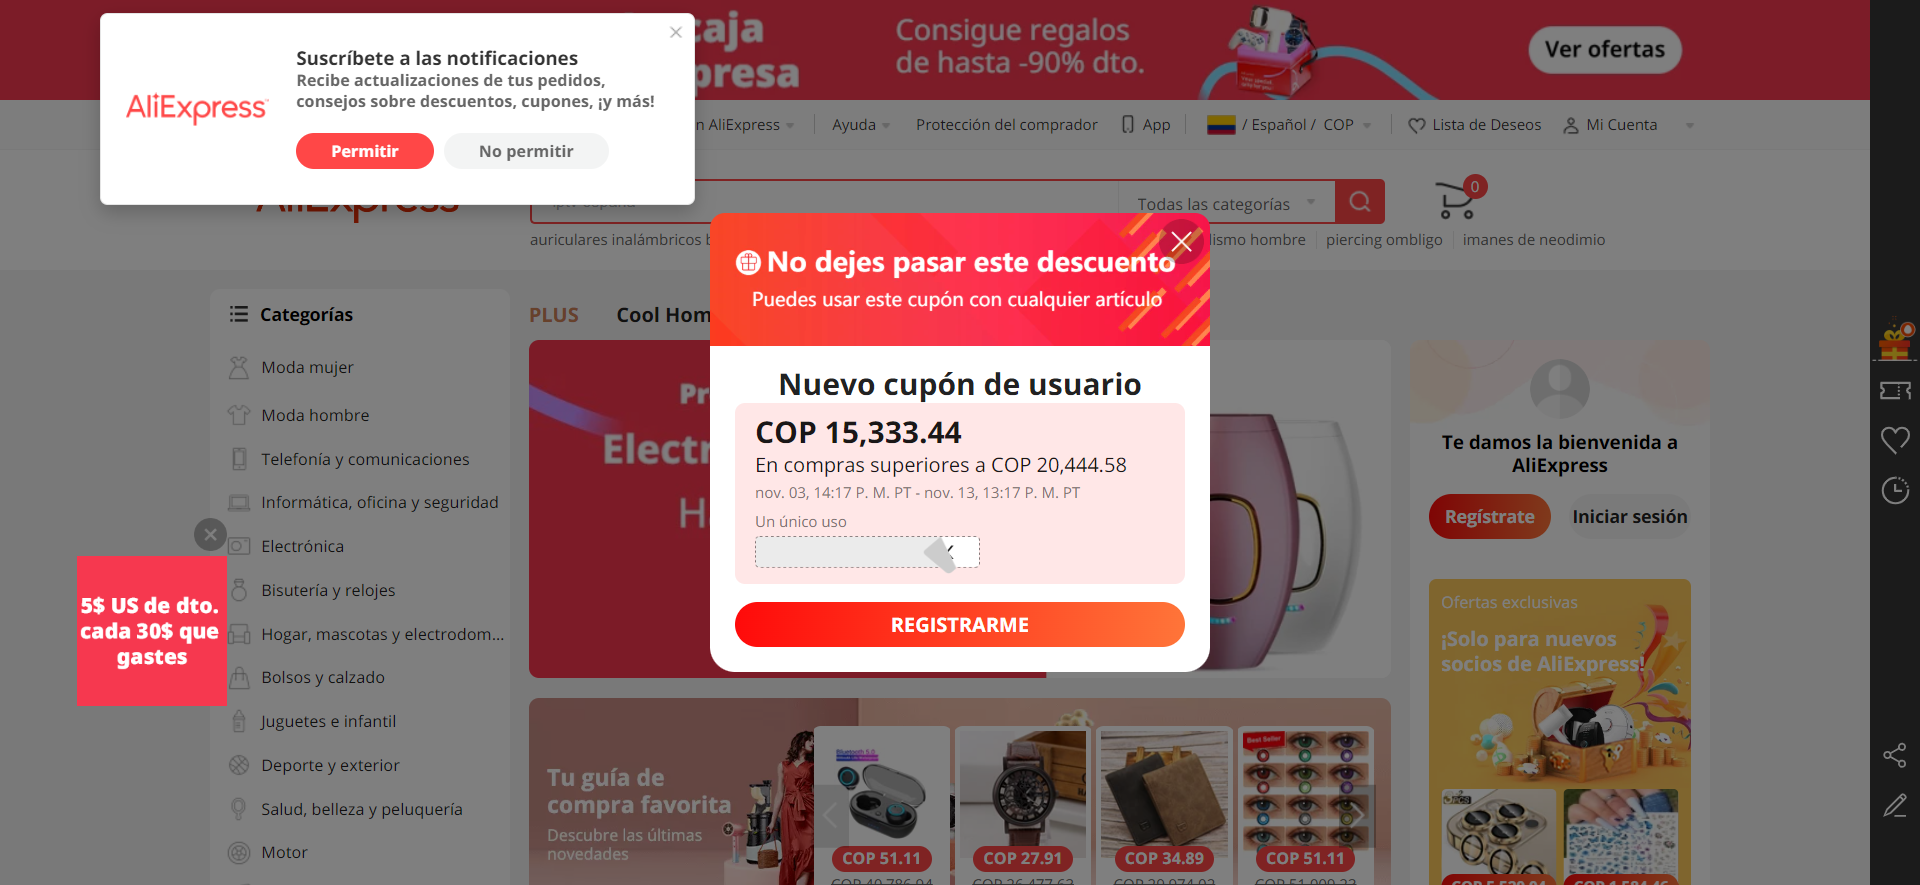 caja
presa
Consigue regalos
de hasta -90% dto.
Ver ofertas
Suscríbete a las notificaciones
Recibe actualizaciones de tus pedidos,
consejos sobre descuentos, cupones, ¡y más!
AliExpress
Permitir
No permitir
n AliExpress
Ayuda
Protección del comprador
App
/ Español / COP
Lista de Deseos
Mi Cuenta
AliExpress
Todas las categorías
0
auriculares inalámbricos b
lismo hombre
piercing ombligo
imanes de neodimio
No dejes pasar este descuento
Puedes usar este cupón con cualquier artículo
Nuevo cupón de usuario
COP 15,333.44
En compras superiores a COP 20,444.58
nov. 03, 14:17 P. M. PT - nov. 13, 13:17 P. M. PT
Un único uso
REGISTRARME
Categorías
Moda mujer
Moda hombre
Telefonía y comunicaciones
Informática, oficina y seguridad
Electrónica
Bisutería y relojes
Hogar, mascotas y electrodom...
Bolsos y calzado
Juguetes e infantil
Deporte y exterior
Salud, belleza y peluquería
Motor
5$ US de dto.
cada 30$ que
gastes
PLUS
Cool Hom
Pr
Electr
H
Te damos la bienvenida a
AliExpress
Regístrate
Iniciar sesión
Ofertas exclusivas
¡Solo para nuevos
socios de AliExpress!
Tu guía de
compra favorita
Descubre las últimas
novedades
Bluetooth 5.0
Best Seller
COP 51.11
COP 27.91
COP 34.89
COP 51.11